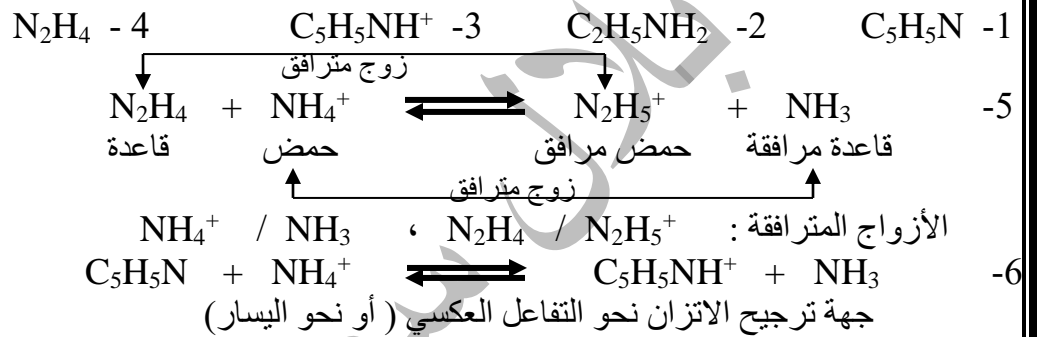 1- C₅H₅N 2- C₂H₅NH₂ 3- C₅H₅NH⁺ 4 - N₂H₄
زوج مترافق
5- N₂H₄ + NH₄⁺ ⇌ N₂H₅⁺ + NH₃
قاعدة حمض حمض مرافق قاعدة مرافقة
زوج مترافق
الأزواج المترافقة : N₂H₄ / N₂H₅⁺ ، NH₄⁺ / NH₃
6- C₅H₅N + NH₄⁺ ⇌ C₅H₅NH⁺ + NH₃
جهة ترجيح الاتزان نحو التفاعل العكسي ( أو نحو اليسار)